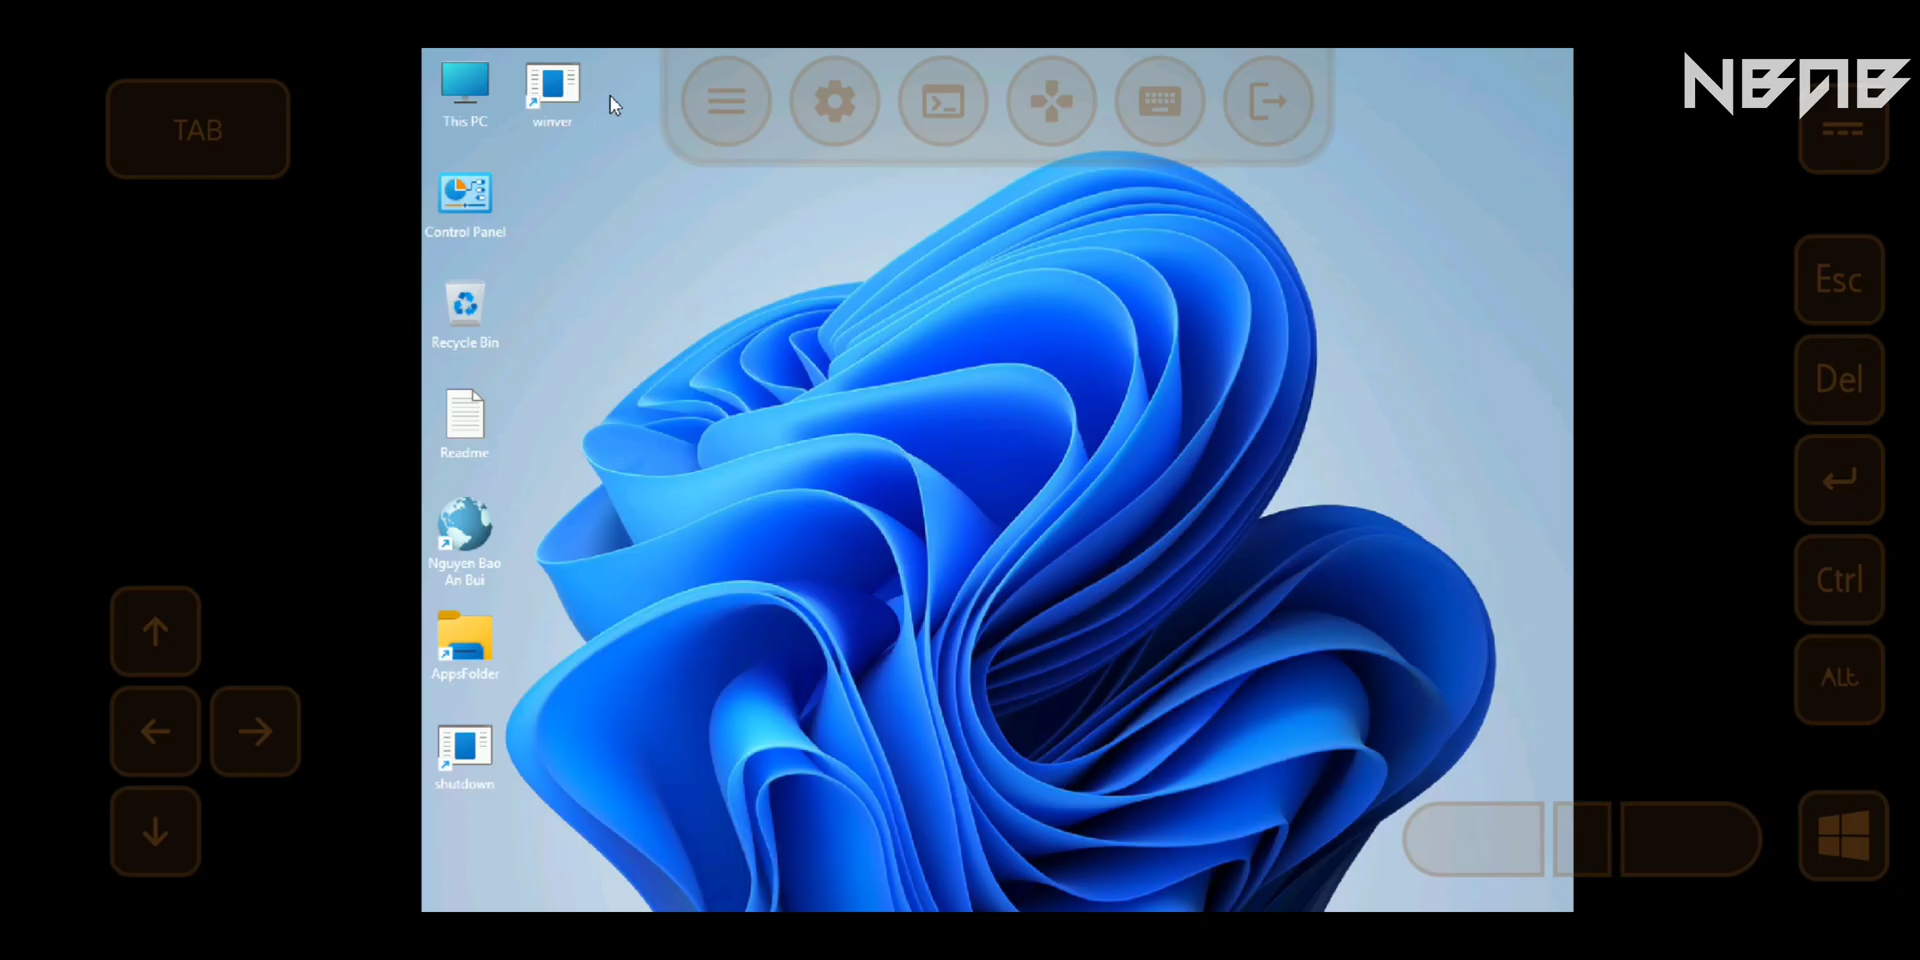 NBAB
TAB
This PC
winver
Control Panel
Recycle Bin
Readme
Nguyen Bao
An Bui
AppsFolder
shutdown
Esc
Del
Ctrl
ALt